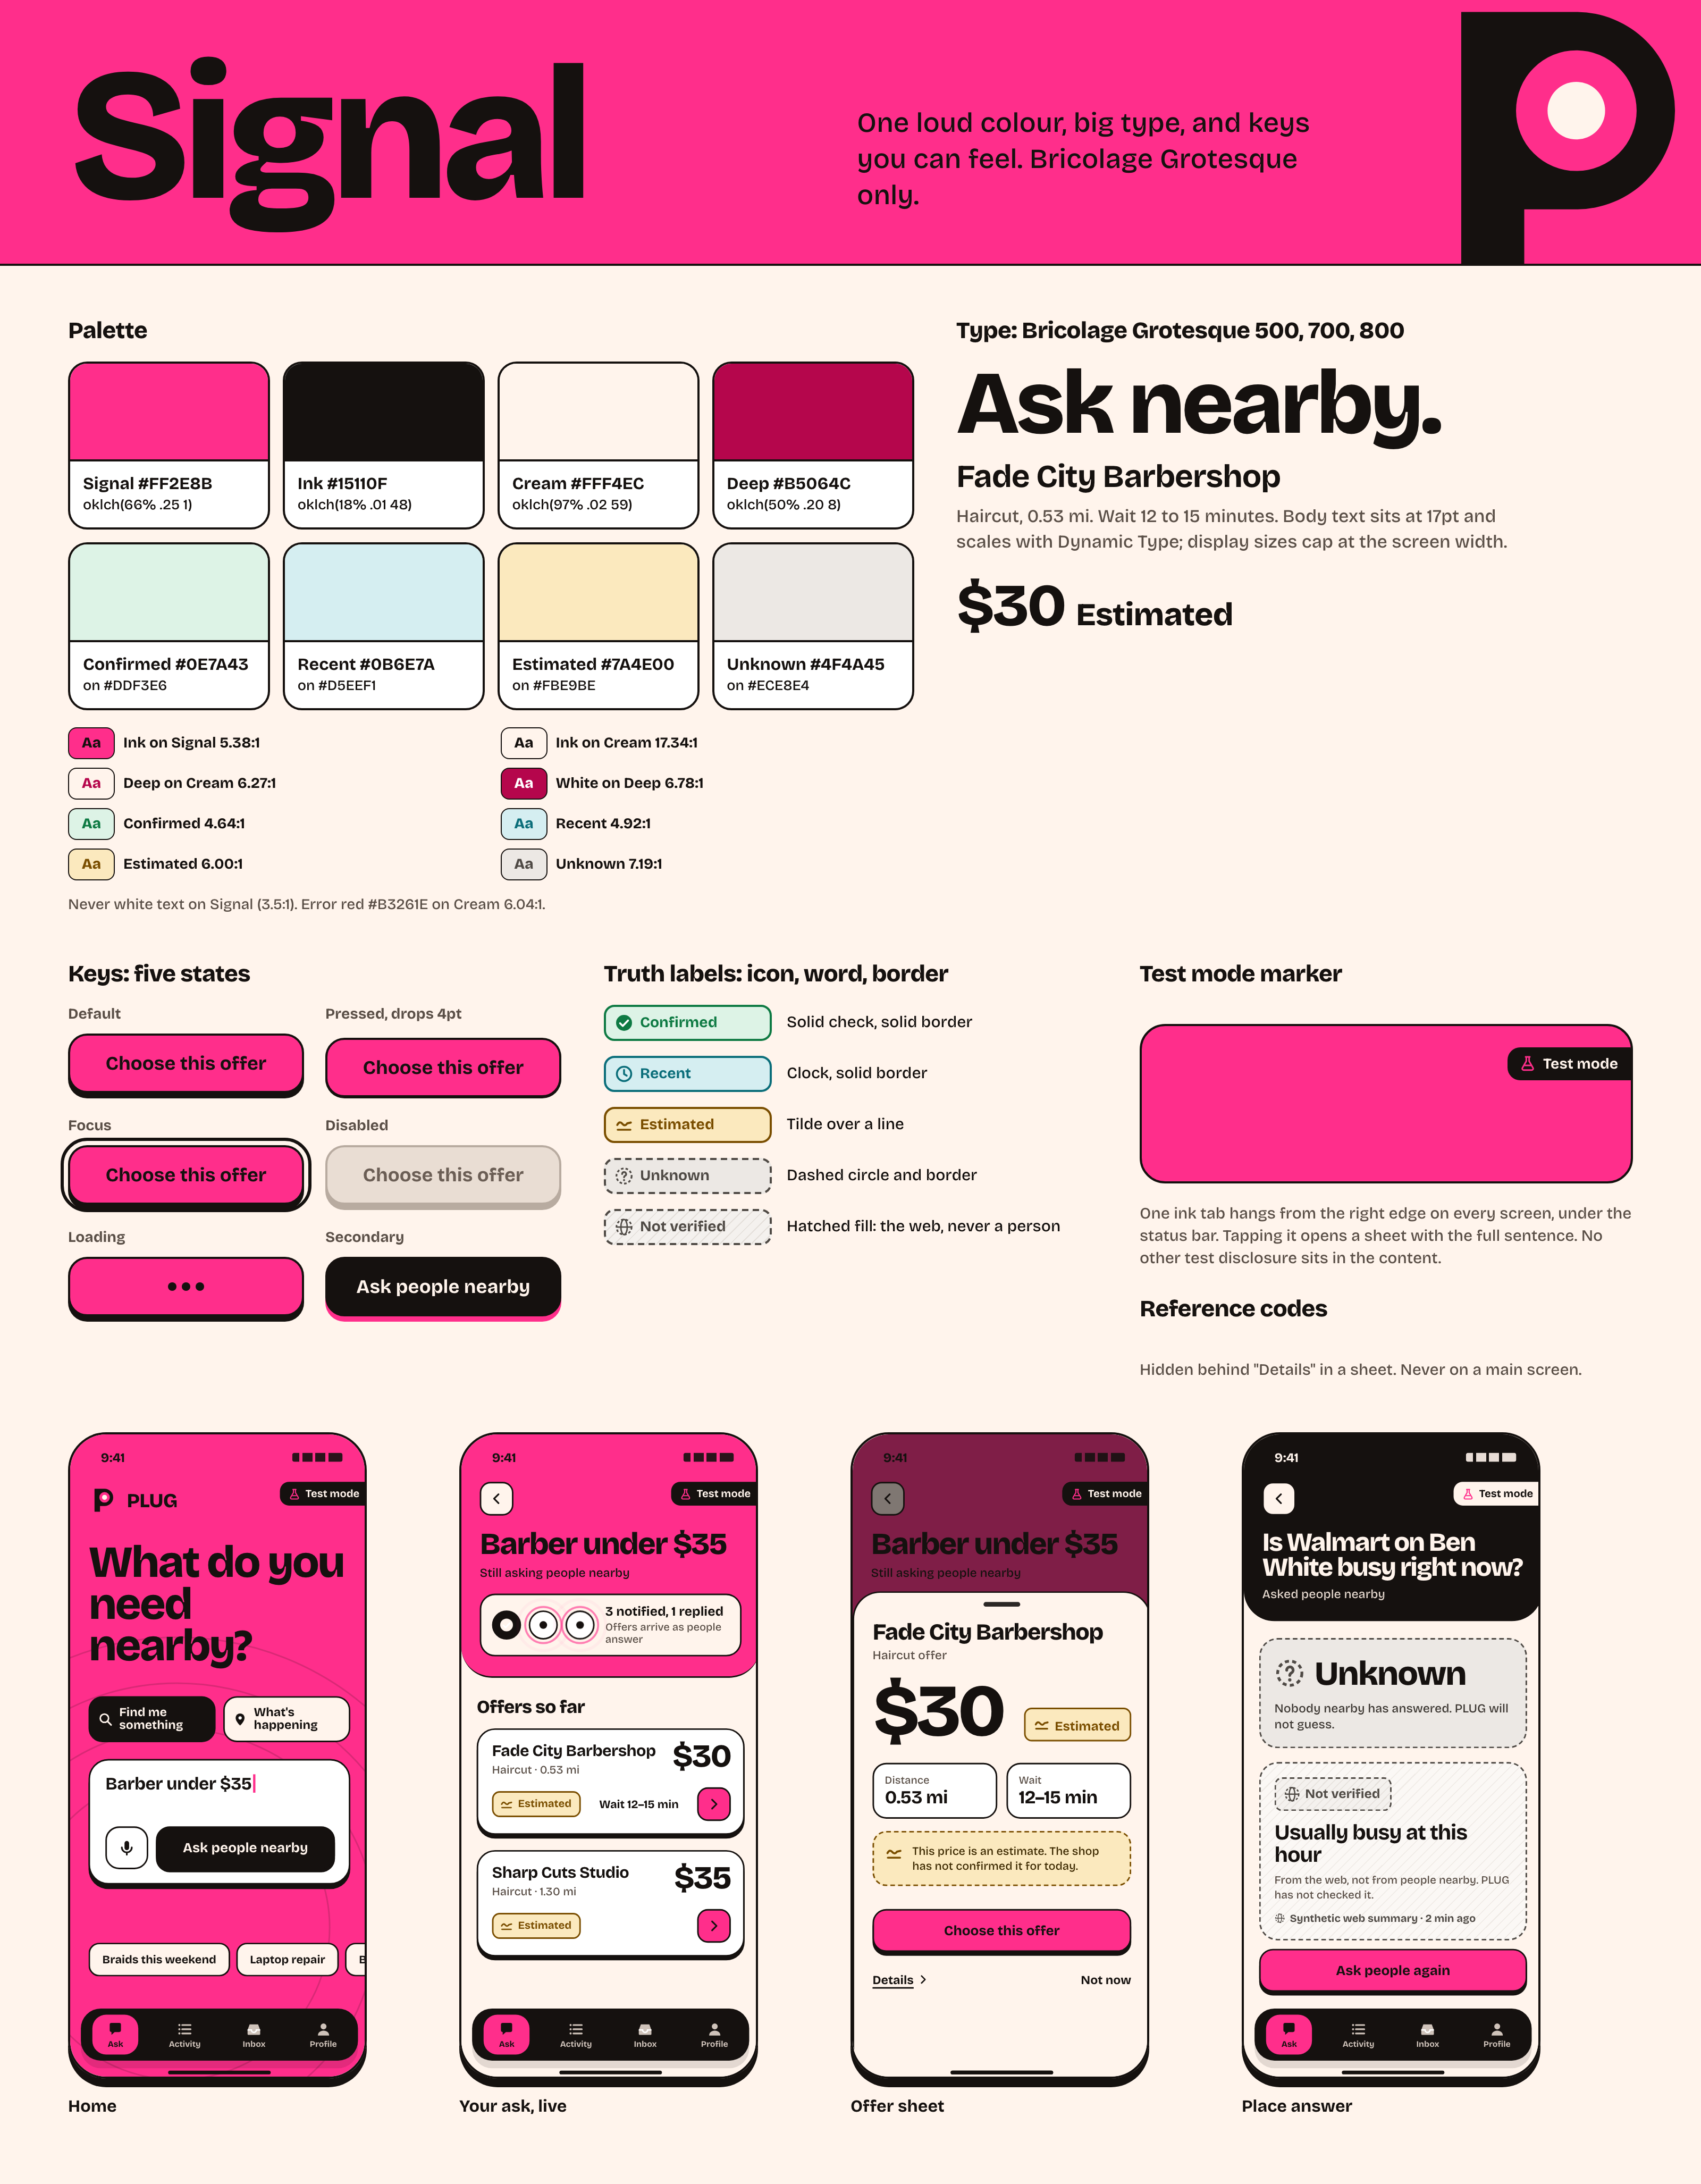 Signal
One loud colour, big type, and keys
you can feel. Bricolage Grotesque
only.
Palette
Signal #FF2E8B
oklch(66% .25 1)
Ink #15110F
oklch(18% .01 48)
Cream #FFF4EC
oklch(97% .02 59)
Deep #B5064C
oklch(50% .20 8)
Confirmed #0E7A43
on #DDF3E6
Recent #0B6E7A
on #D5EEF1
Estimated #7A4E00
on #FBE9BE
Unknown #4F4A45
on #ECE8E4
Aa Ink on Signal 5.38:1
Aa Ink on Cream 17.34:1
Aa Deep on Cream 6.27:1
Aa White on Deep 6.78:1
Aa Confirmed 4.64:1
Aa Recent 4.92:1
Aa Estimated 6.00:1
Aa Unknown 7.19:1
Never white text on Signal (3.5:1). Error red #B3261E on Cream 6.04:1.
Type: Bricolage Grotesque 500, 700, 800
Ask nearby.
Fade City Barbershop
Haircut, 0.53 mi. Wait 12 to 15 minutes. Body text sits at 17pt and
scales with Dynamic Type; display sizes cap at the screen width.
$30 Estimated
Keys: five states
Default
Choose this offer
Pressed, drops 4pt
Choose this offer
Focus
Choose this offer
Disabled
Choose this offer
Loading
Secondary
Ask people nearby
Truth labels: icon, word, border
Confirmed
Solid check, solid border
Recent
Clock, solid border
Estimated
Tilde over a line
Unknown
Dashed circle and border
Not verified
Hatched fill: the web, never a person
Test mode marker
Test mode
One ink tab hangs from the right edge on every screen, under the
status bar. Tapping it opens a sheet with the full sentence. No
other test disclosure sits in the content.
Reference codes
Hidden behind "Details" in a sheet. Never on a main screen.
9:41
PLUG
Test mode
What do you
need
nearby?
Find me
something
What's
happening
Barber under $35
Ask people nearby
Braids this weekend
Laptop repair
B
Ask
Activity
Inbox
Profile
Home
9:41
Test mode
Barber under $35
Still asking people nearby
3 notified, 1 replied
Offers arrive as people
answer
Offers so far
Fade City Barbershop
$30
Haircut · 0.53 mi
Estimated
Wait 12–15 min
Sharp Cuts Studio
$35
Haircut · 1.30 mi
Estimated
Ask
Activity
Inbox
Profile
Your ask, live
9:41
Test mode
Barber under $35
Still asking people nearby
Fade City Barbershop
Haircut offer
$30
Estimated
Distance
0.53 mi
Wait
12–15 min
This price is an estimate. The shop
has not confirmed it for today.
Choose this offer
Details
Not now
Offer sheet
9:41
Test mode
Is Walmart on Ben
White busy right now?
Asked people nearby
Unknown
Nobody nearby has answered. PLUG will
not guess.
Not verified
Usually busy at this
hour
From the web, not from people nearby. PLUG
has not checked it.
Synthetic web summary · 2 min ago
Ask people again
Ask
Activity
Inbox
Profile
Place answer